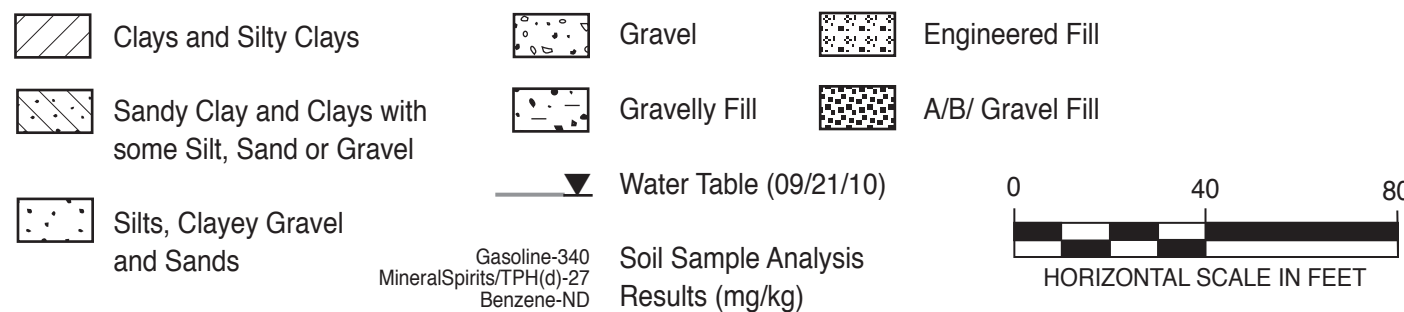 Clays and Silty Clays
Sandy Clay and Clays with
some Silt, Sand or Gravel
Silts, Clayey Gravel
and Sands
Gravel
Gravelly Fill
Water Table (09/21/10)
Gasoline-340
MineralSpirits/TPH(d)-27
Benzene-ND
Soil Sample Analysis
Results (mg/kg)
Engineered Fill
A/B/ Gravel Fill
0 40 80
HORIZONTAL SCALE IN FEET